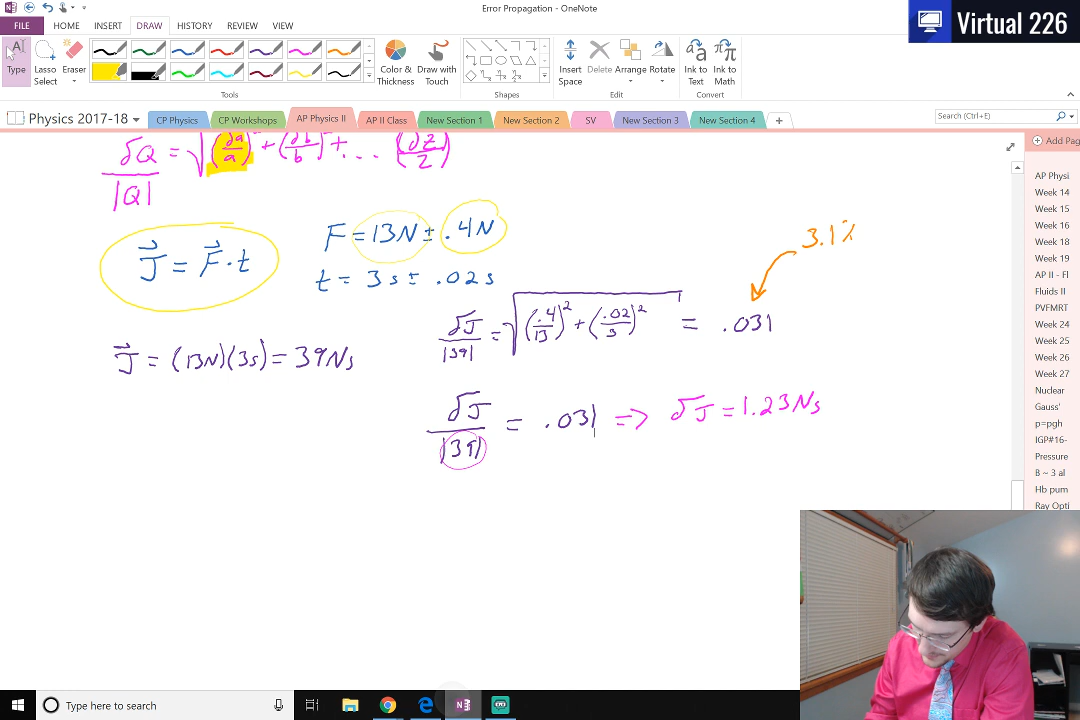 Error Propagation - OneNote
Virtual 226
FILE HOME INSERT DRAW HISTORY REVIEW VIEW
Type
Lasso Select
Eraser
Color & Thickness
Draw with Touch
Insert Space
Delete
Arrange
Rotate
Ink to Text
Ink to Math
Tools
Shapes
Edit
Convert
Physics 2017-18
CP Physics
CP Workshops
AP Physics II
AP II Class
New Section 1
New Section 2
SV
New Section 3
New Section 4
Search (Ctrl+E)
Add Pag
AP Physi
Week 14
Week 15
Week 16
Week 18
Week 19
AP II - Fl
Fluids II
PVFMRT
Week 24
Week 25
Week 26
Week 27
Nuclear
Gauss'
p=pgh
IGP#16-
Pressure
B ~ 3 al
Hb pum
Ray Opti
δQ/|Q| = √(δa/a)² + (δb/b)² + ... (δz/z)
J⃗ = F⃗·t
F = 13N ± .4N
t = 3s ± .02s
3.1%
δJ/|39| = √(.4/13)² + (.02/3)² = .031
J⃗ = (13N)(3s) = 39Ns
δJ/|39| = .031 => δJ = 1.23Ns
Type here to search